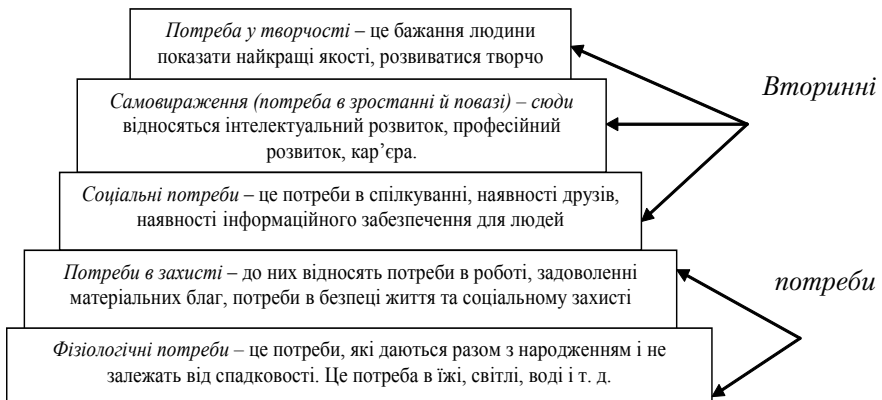 Потреба у творчості – це бажання людини
показати найкращі якості, розвиватися творчо
Вторинні
Самовираження (потреба в зростанні й повазі) – сюди
відносяться інтелектуальний розвиток, професійний
розвиток, кар’єра.
Соціальні потреби – це потреби в спілкуванні, наявності друзів,
наявності інформаційного забезпечення для людей
Потреби в захисті – до них відносять потреби в роботі, задоволенні
матеріальних благ, потреби в безпеці життя та соціальному захисті
потреби
Фізіологічні потреби – це потреби, які даються разом з народженням і не
залежать від спадковості. Це потреба в їжі, світлі, воді і т. д.